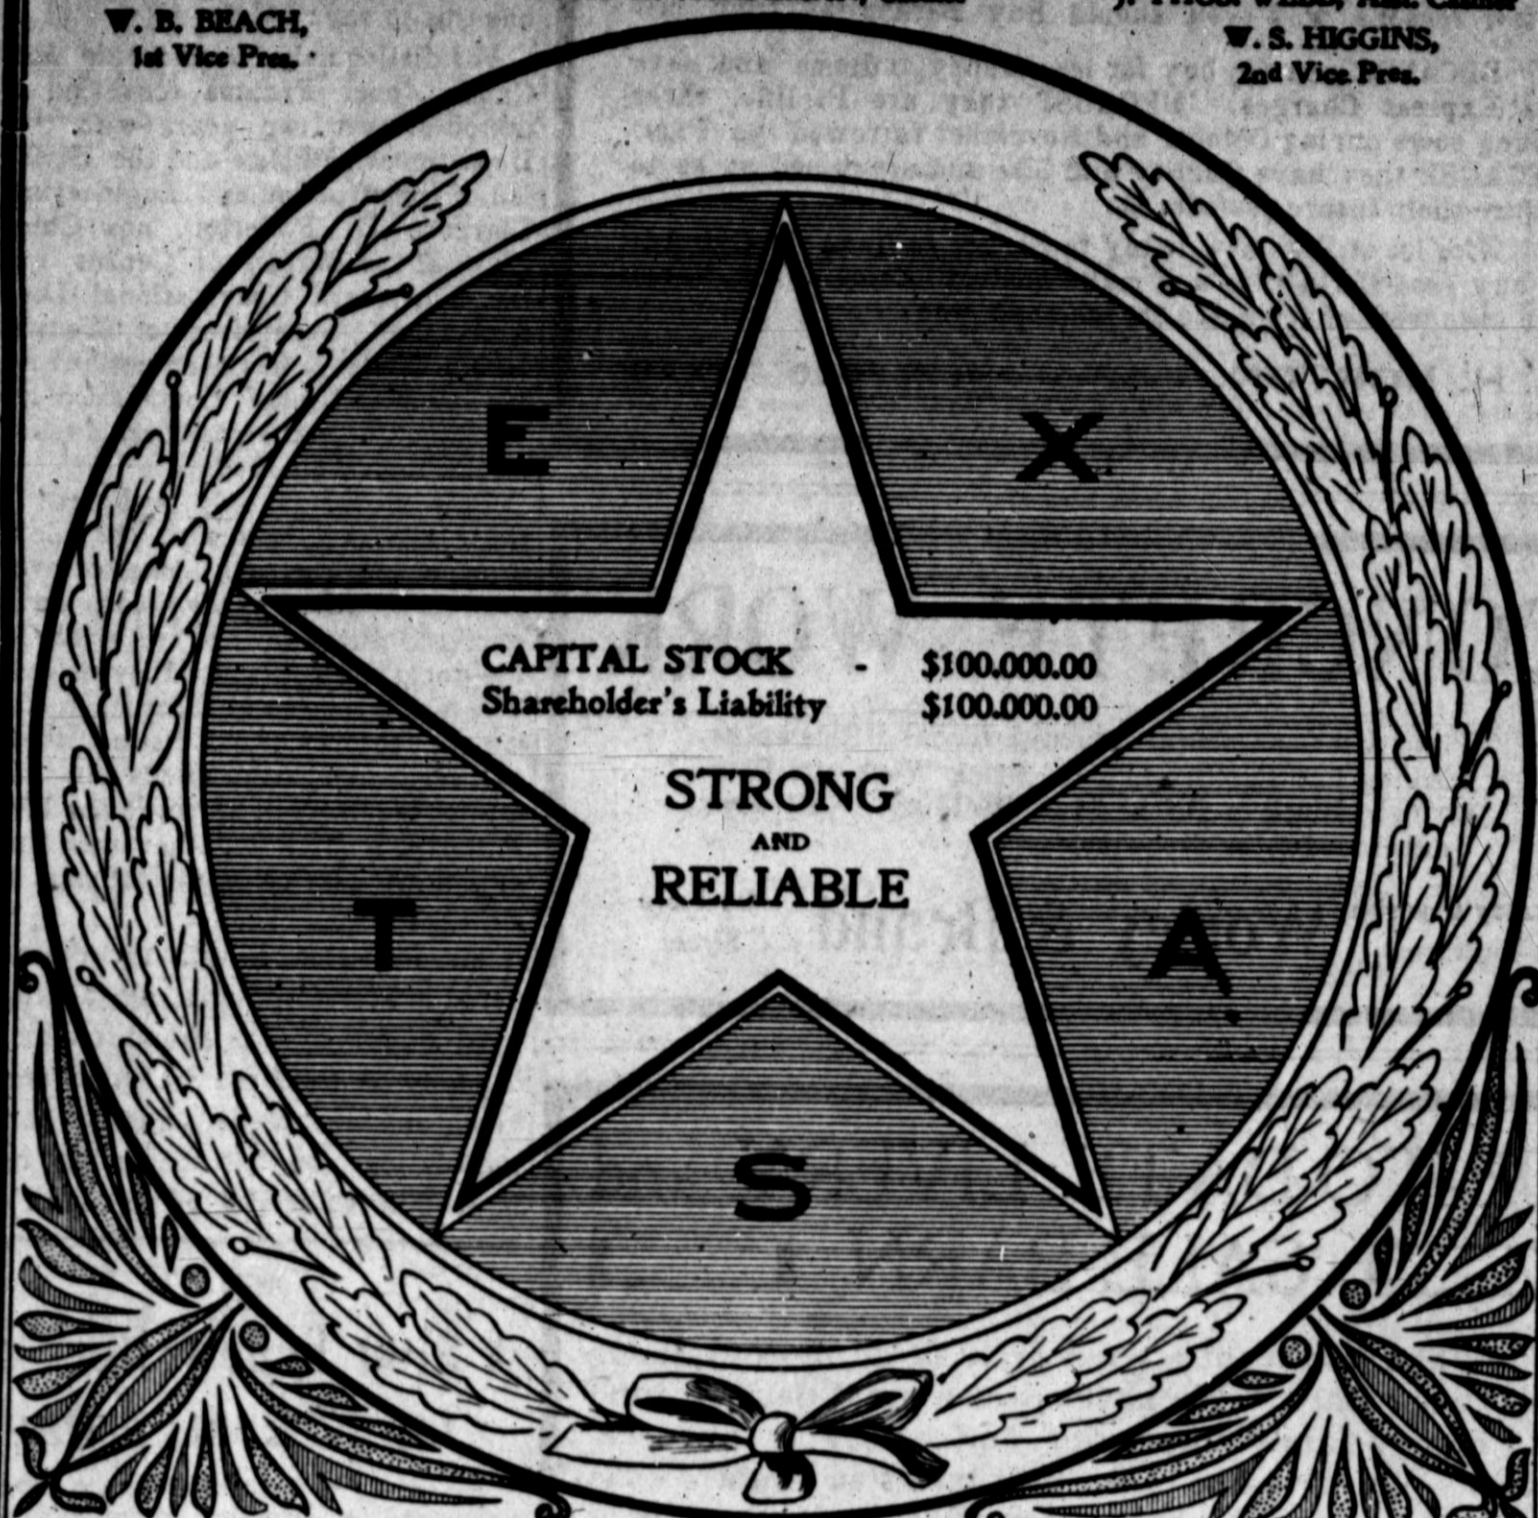 W. B. BEACH,
1st Vice Pres.
W. S. HIGGINS,
2nd Vice Pres.
E X
CAPITAL STOCK - $100.000.00
Shareholder's Liability $100.000.00
STRONG
AND
RELIABLE
T A
S